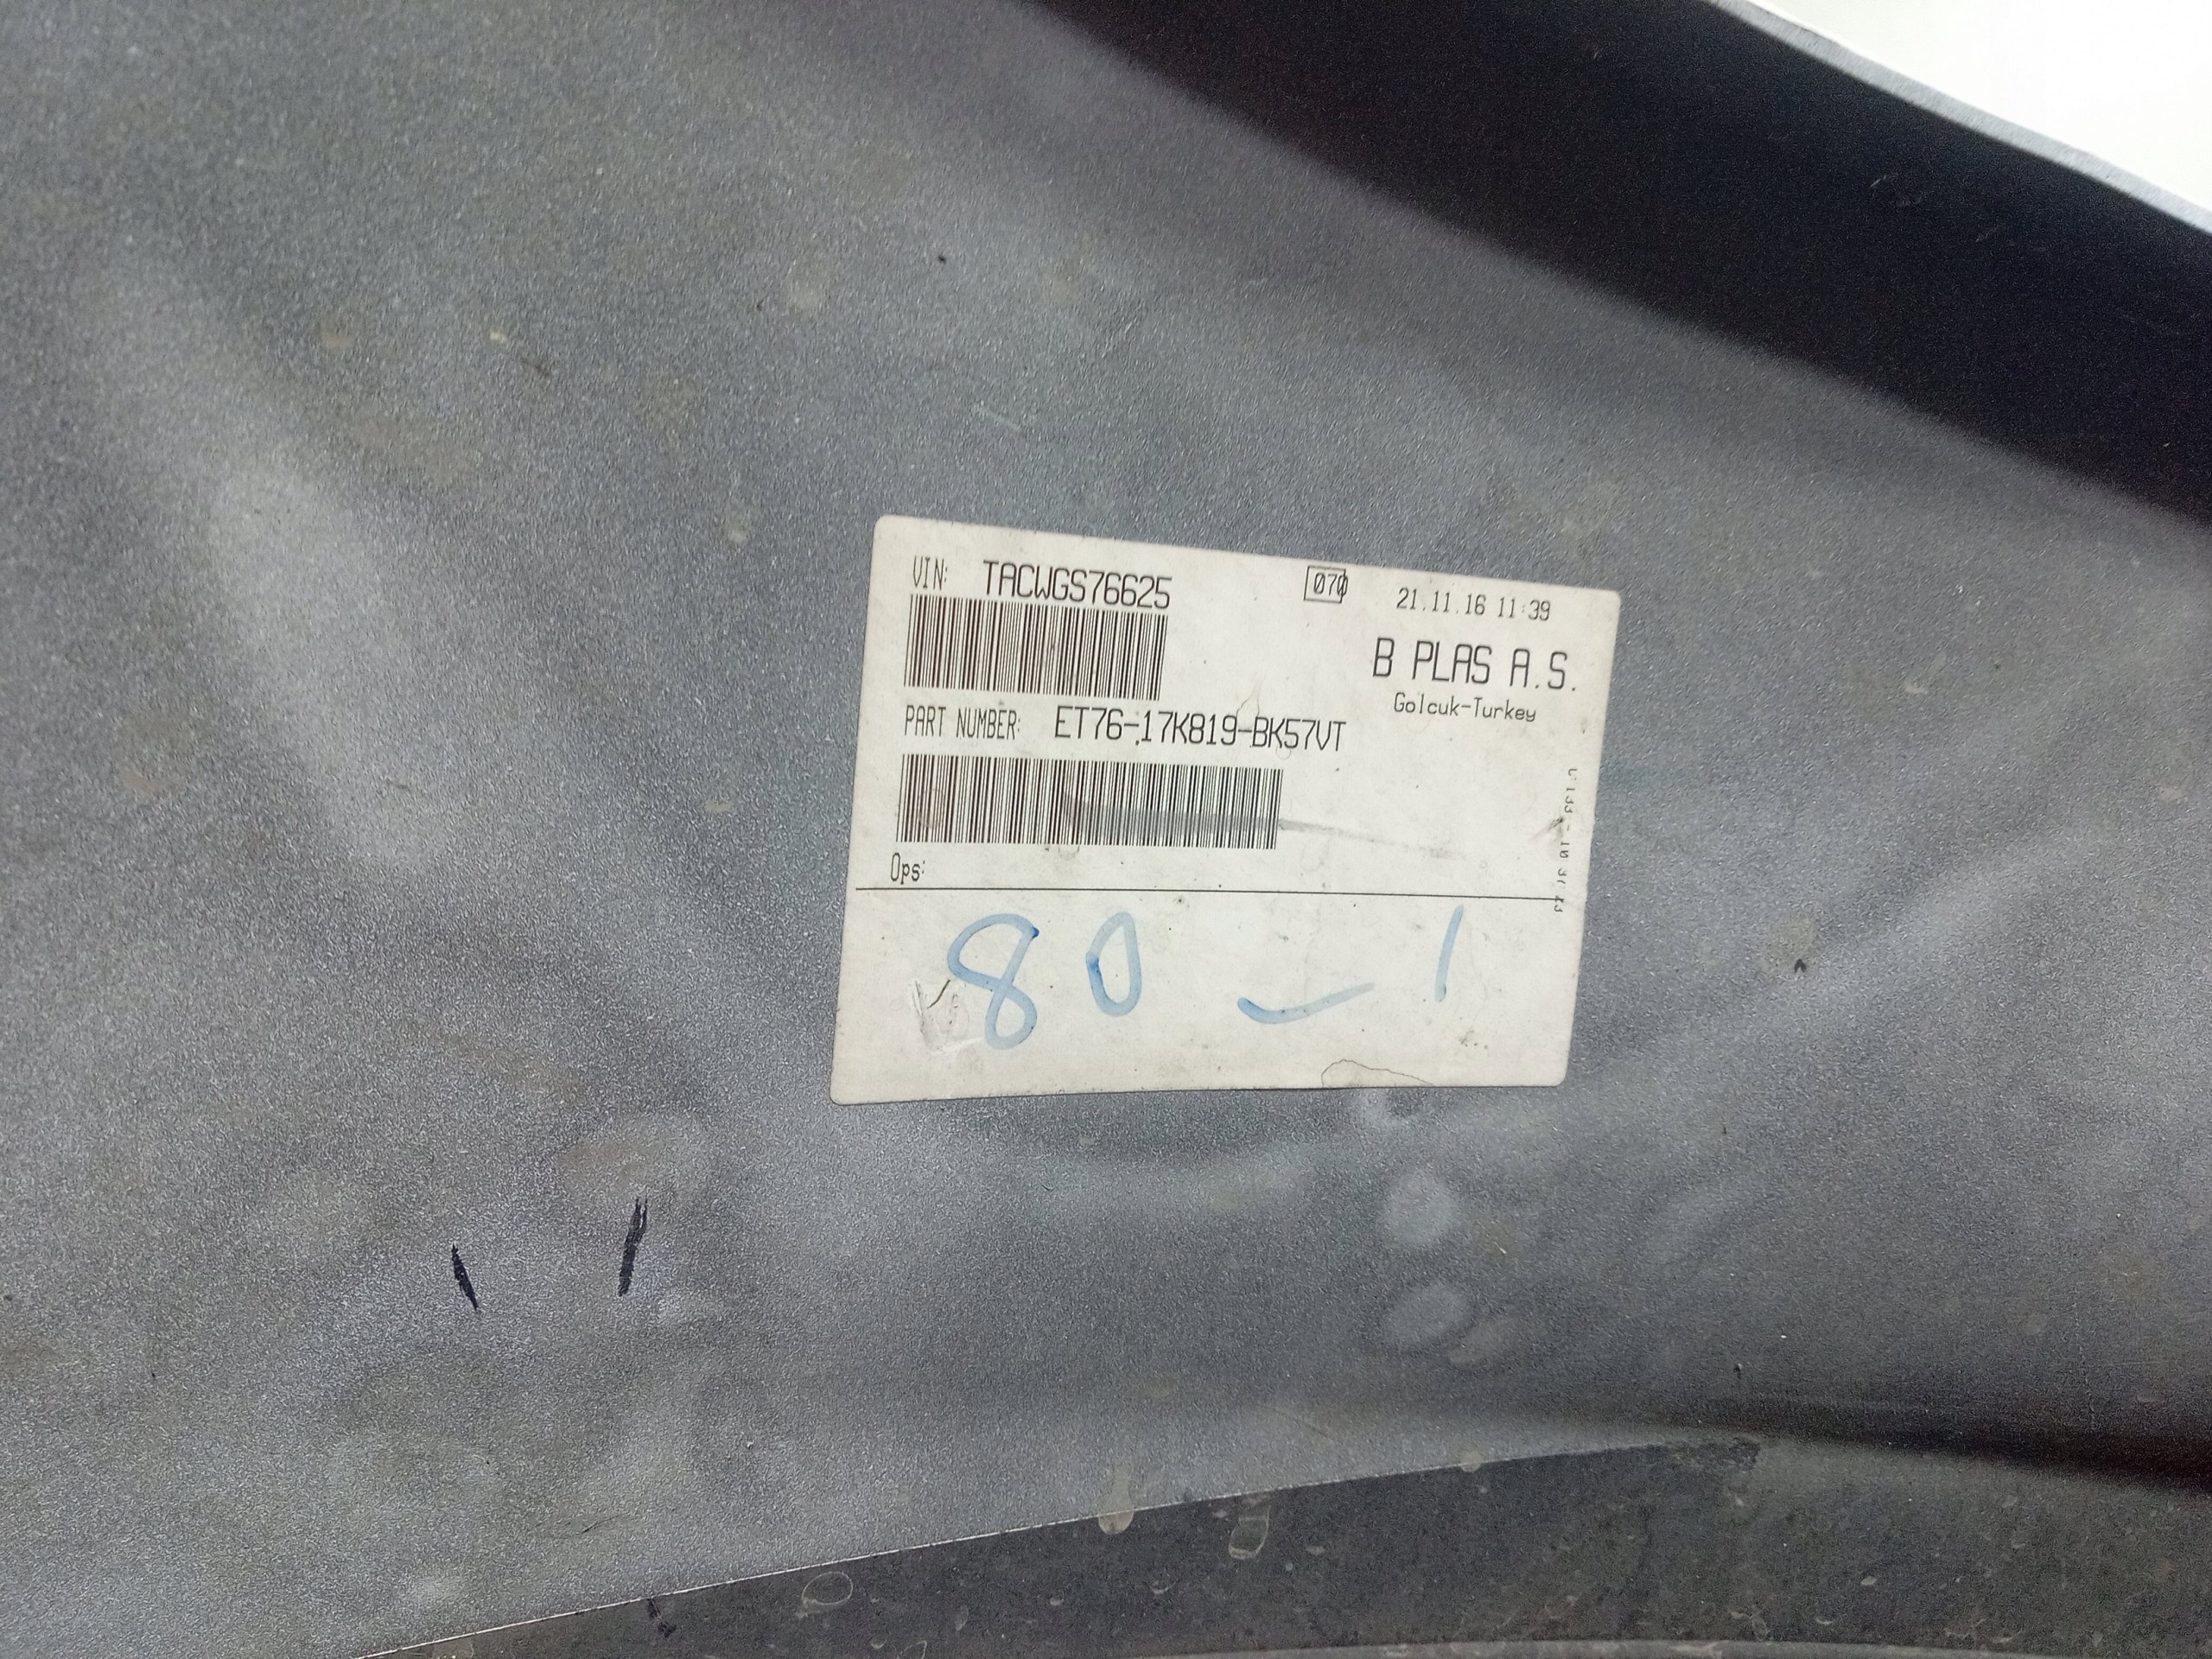 VIN: TACWGS76625 070 21.11.16 11:39
B PLAS A.S.
Golcuk-Turkey
PART NUMBER: ET76-17K819-BK57VT
Ops:
80 - 1